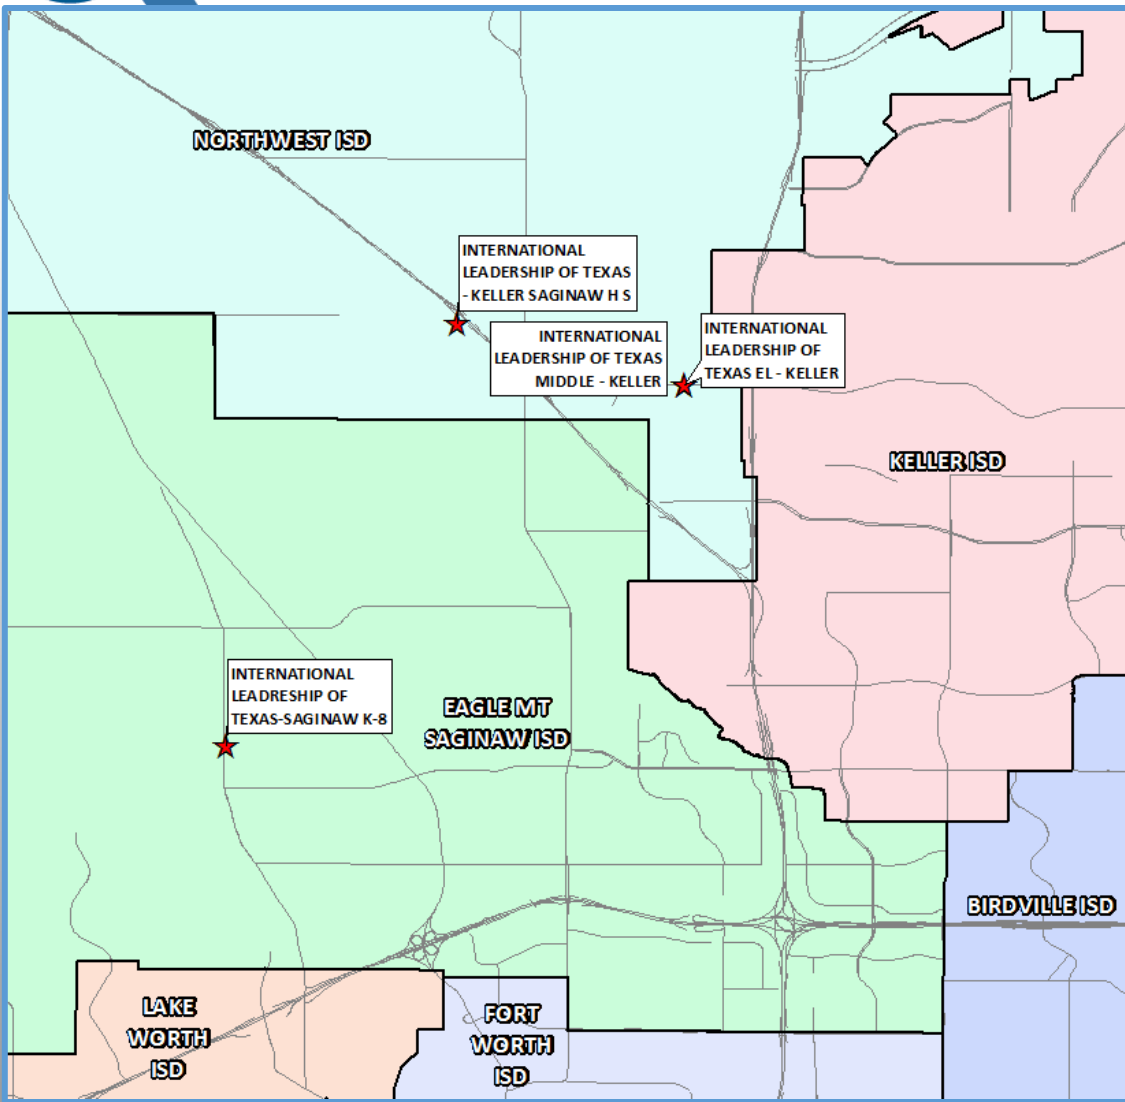 NORTHWEST ISD
INTERNATIONAL
LEADERSHIP OF TEXAS
- KELLER SAGINAW H S
INTERNATIONAL
LEADERSHIP OF TEXAS
MIDDLE - KELLER
INTERNATIONAL
LEADERSHIP OF
TEXAS EL - KELLER
KELLER ISD
INTERNATIONAL
LEADRESHIP OF
TEXAS-SAGINAW K-8
EAGLE MT
SAGINAW ISD
BIRDVILLE ISD
LAKE
WORTH
ISD
FORT
WORTH
ISD